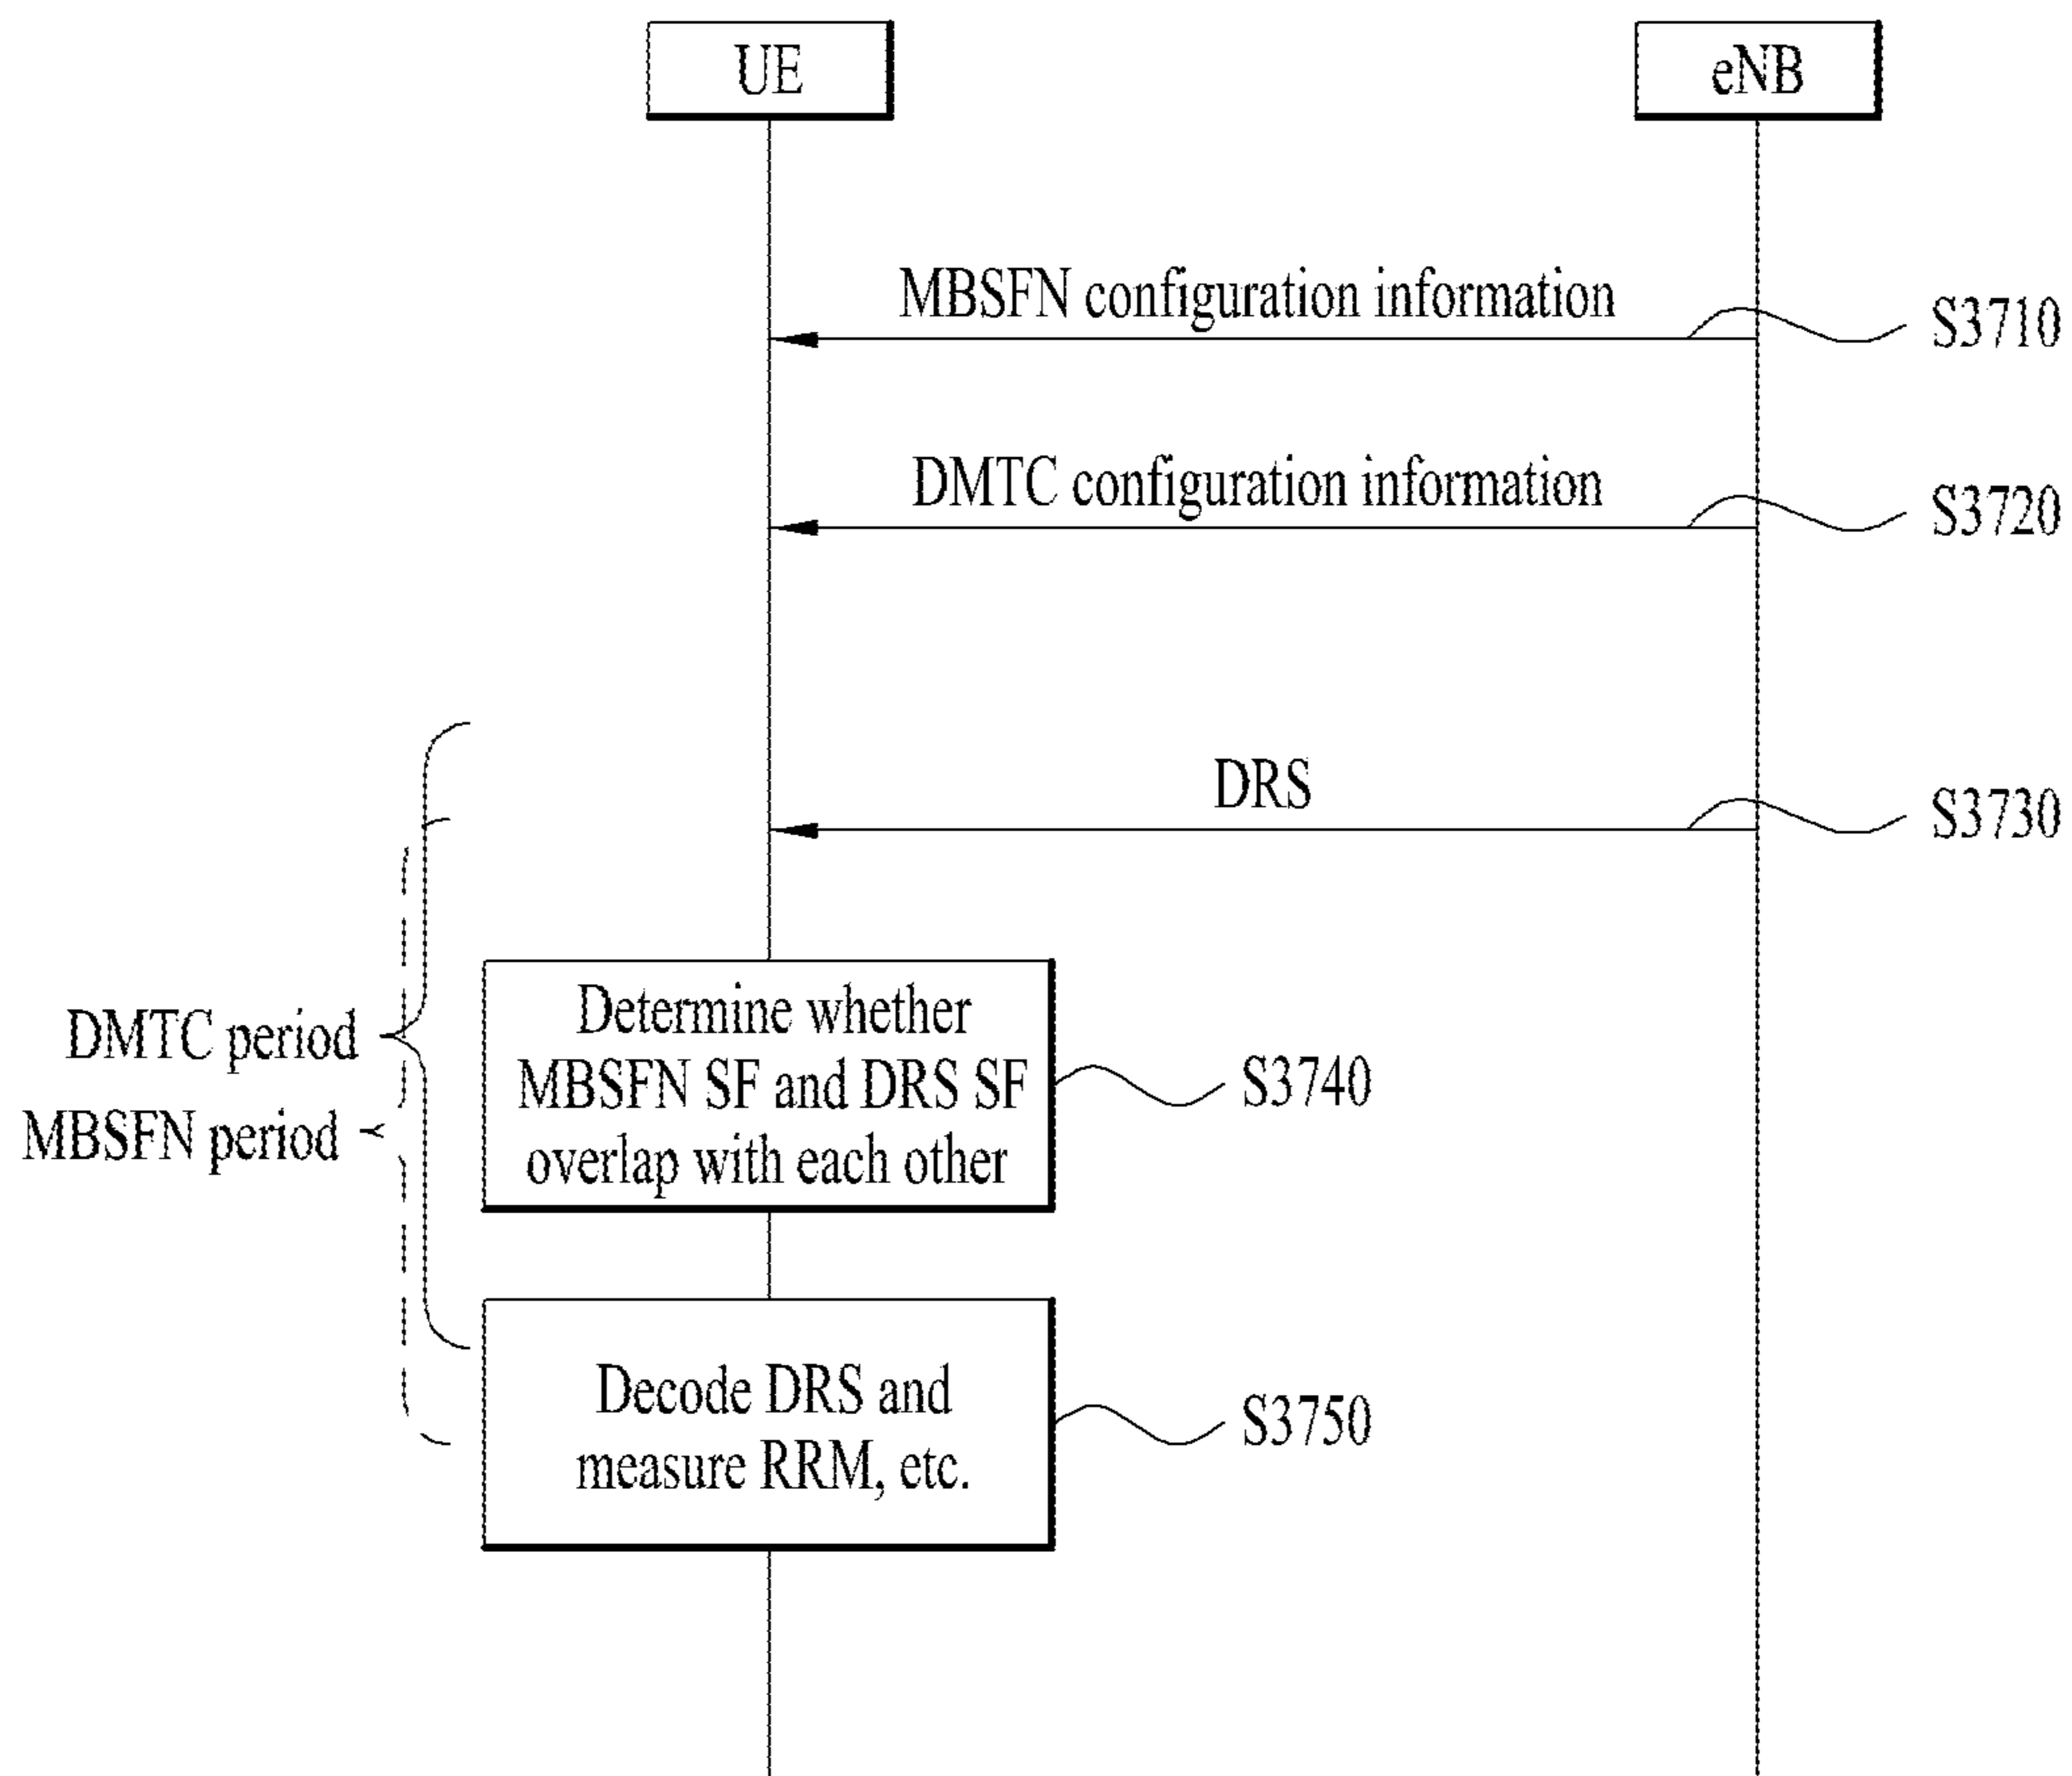 UE
eNB
MBSFN configuration information
S3710
DMTC configuration information
S3720
DRS
S3730
DMTC period
MBSFN period
Determine whether
MBSFN SF and DRS SF
overlap with each other
S3740
Decode DRS and
measure RRM, etc.
S3750